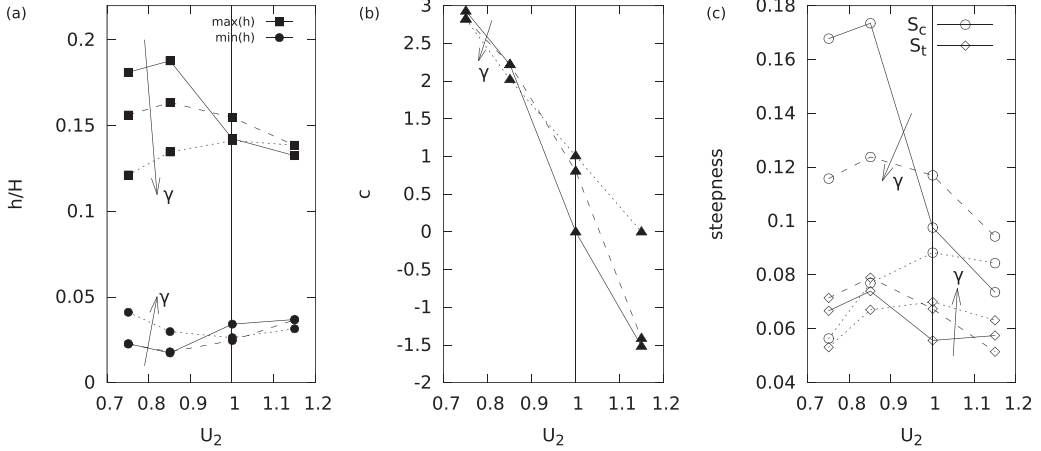 (a)
max(h)
min(h)
γ
γ
h/H
0.2
0.15
0.1
0.05
0
0.7 0.8 0.9 1 1.1 1.2
U2
(b)
γ
c
3
2.5
2
1.5
1
0.5
0
-0.5
-1
-1.5
-2
0.7 0.8 0.9 1 1.1 1.2
U2
(c)
Sc
St
γ
γ
steepness
0.18
0.16
0.14
0.12
0.1
0.08
0.06
0.04
0.7 0.8 0.9 1 1.1 1.2
U2